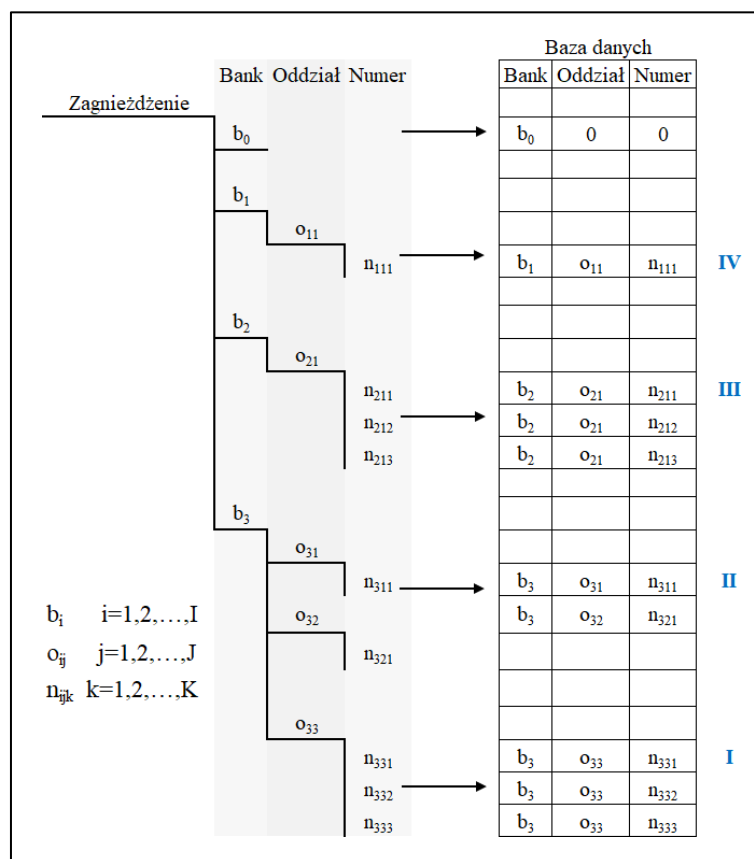 Baza danych
Bank Oddział Numer Bank Oddział Numer
Zagnieżdżenie
b₀ b₀ 0 0
b₁
o₁₁
n₁₁₁ b₁ o₁₁ n₁₁₁ IV
b₂
o₂₁
n₂₁₁ b₂ o₂₁ n₂₁₁ III
n₂₁₂ b₂ o₂₁ n₂₁₂
n₂₁₃ b₂ o₂₁ n₂₁₃
b₃
o₃₁
n₃₁₁ b₃ o₃₁ n₃₁₁ II
bᵢ i=1,2,…,I
o₃₂ b₃ o₃₂ n₃₂₁
oᵢⱼ j=1,2,…,J
n₃₂₁
nᵢⱼₖ k=1,2,…,K
o₃₃
n₃₃₁ b₃ o₃₃ n₃₃₁ I
n₃₃₂ b₃ o₃₃ n₃₃₂
n₃₃₃ b₃ o₃₃ n₃₃₃